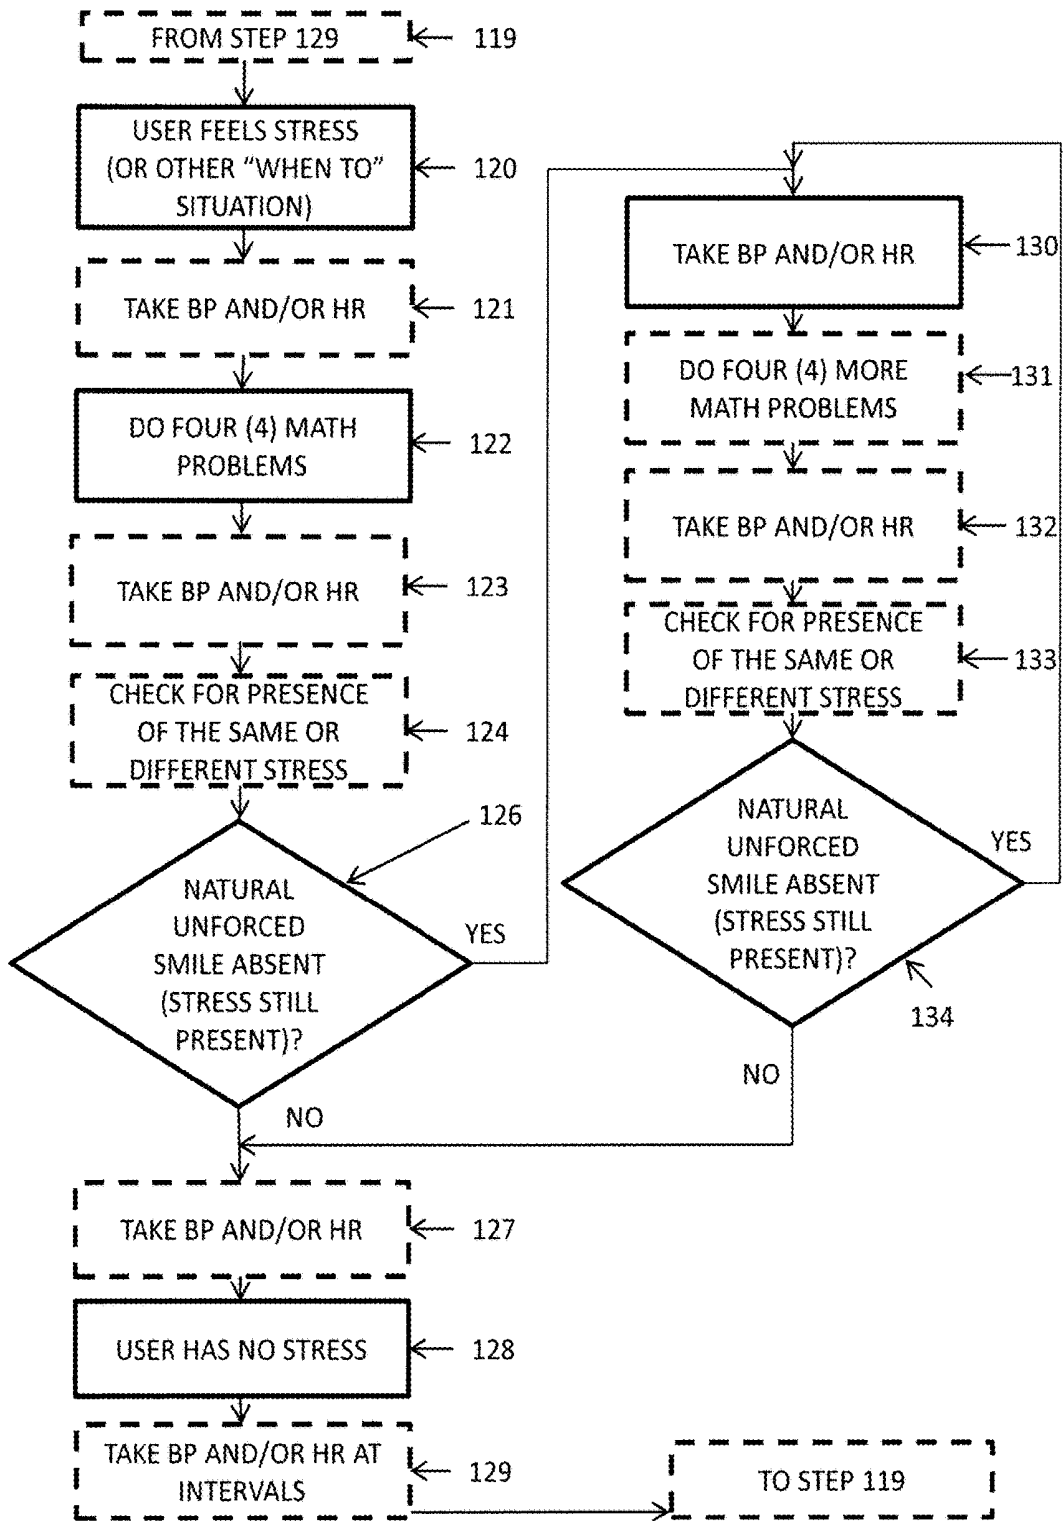 FROM STEP 129
119
USER FEELS STRESS
(OR OTHER “WHEN TO”
SITUATION)
120
TAKE BP AND/OR HR
121
DO FOUR (4) MATH
PROBLEMS
122
TAKE BP AND/OR HR
123
CHECK FOR PRESENCE
OF THE SAME OR
DIFFERENT STRESS
124
126
NATURAL
UNFORCED
SMILE ABSENT
(STRESS STILL
PRESENT)?
YES
NO
TAKE BP AND/OR HR
130
DO FOUR (4) MORE
MATH PROBLEMS
131
TAKE BP AND/OR HR
132
CHECK FOR PRESENCE
OF THE SAME OR
DIFFERENT STRESS
133
NATURAL
UNFORCED
SMILE ABSENT
(STRESS STILL
PRESENT)?
YES
134
NO
TAKE BP AND/OR HR
127
USER HAS NO STRESS
128
TAKE BP AND/OR HR AT
INTERVALS
129
TO STEP 119